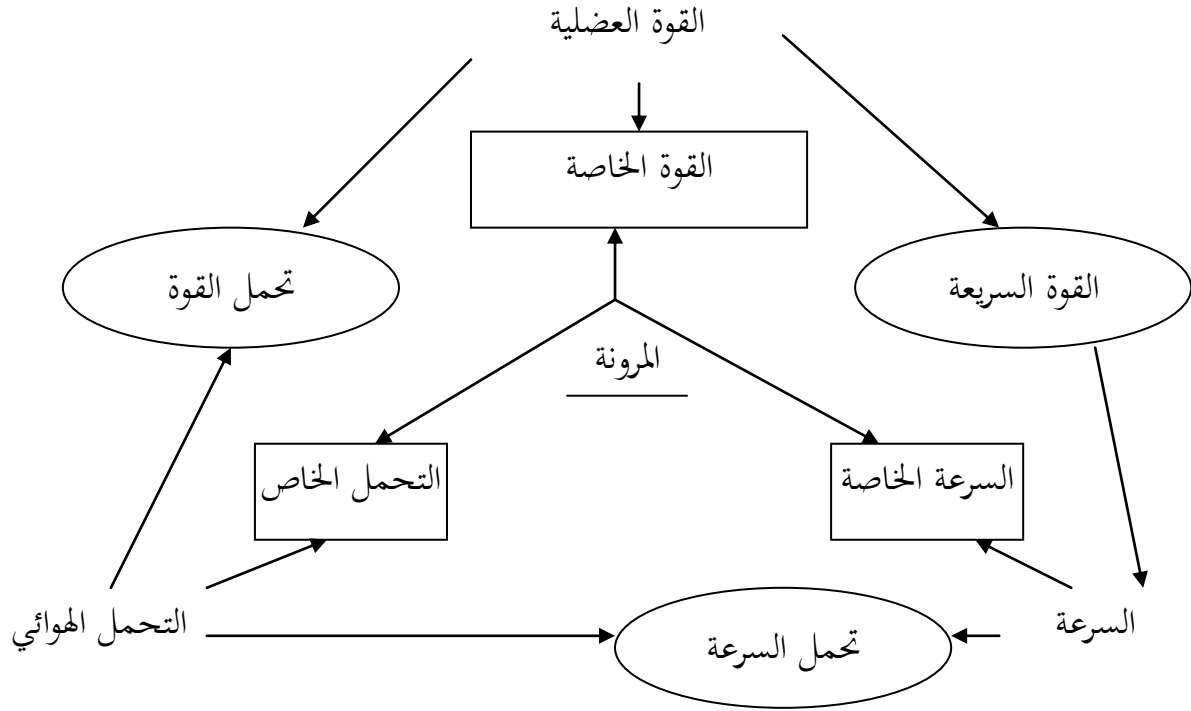 القوة العضلية
القوة الخاصة
القوة السريعة
تحمل القوة
المرونة
السرعة الخاصة
التحمل الخاص
السرعة
التحمل الهوائي
تحمل السرعة